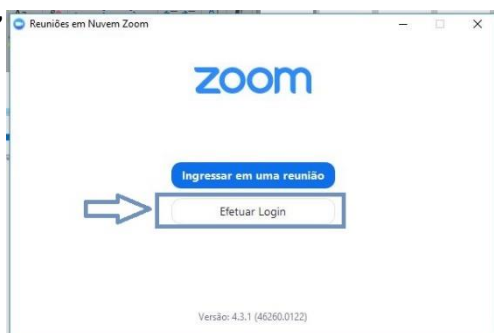 Reuniões em Nuvem Zoom
zoom
Ingressar em uma reunião
Efetuar Login
Versão: 4.3.1 (46260.0122)